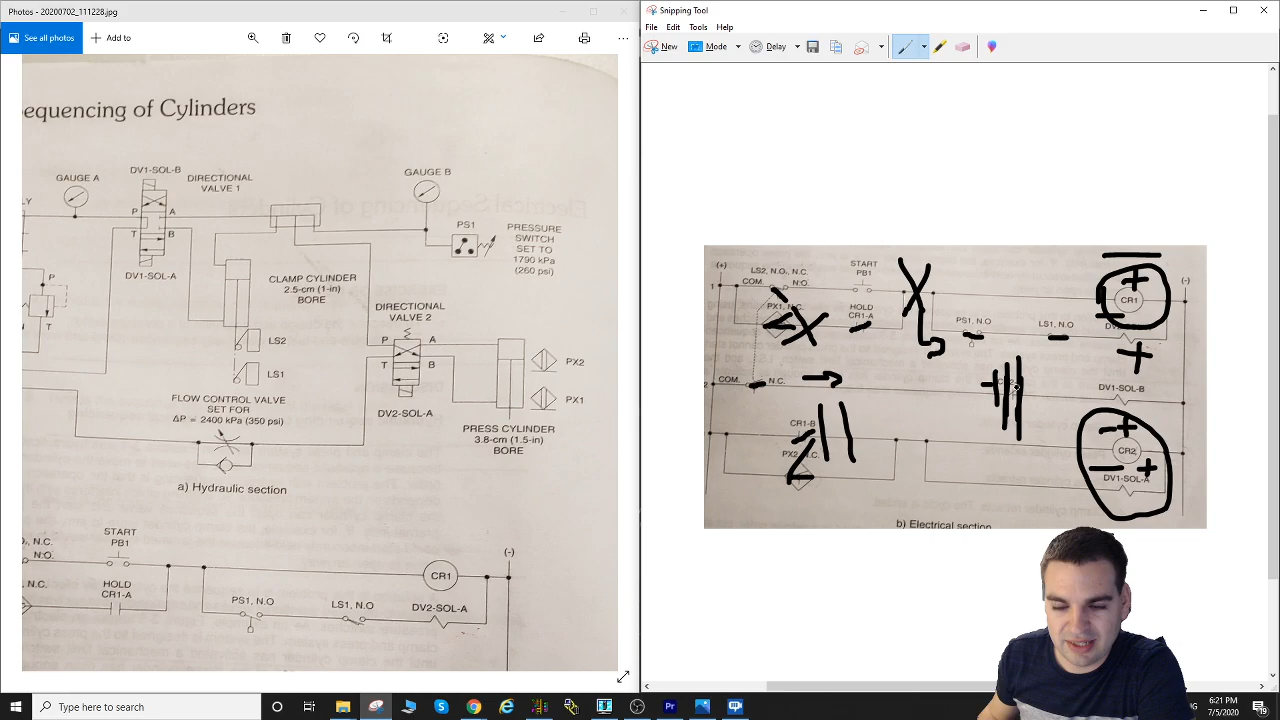 Photos - 20200702_111228.jpg
See all photos
Add to
equencing of Cylinders
GAUGE A
DV1-SOL-B
DIRECTIONAL
VALVE 1
GAUGE B
P
A
T
B
PS1
PRESSURE
SWITCH
SET TO
1790 kPa
(260 psi)
DV1-SOL-A
P
T
CLAMP CYLINDER
2.5-cm (1-in)
BORE
DIRECTIONAL
VALVE 2
LS2
P
A
T
B
PX2
LS1
PX1
FLOW CONTROL VALVE
SET FOR
ΔP = 2400 kPa (350 psi)
DV2-SOL-A
PRESS CYLINDER
3.8-cm (1.5-in)
BORE
a) Hydraulic section
START
PB1
N.C.
N.O.
HOLD
CR1-A
N.C.
CR1
(-)
PS1, N.O
LS1, N.O
DV2-SOL-A
Snipping Tool
File Edit Tools Help
New Mode Delay
(+)
LS2, N.O., N.C.
COM.
N.O.
START
PB1
(-)
1
PX1, N.C.
HOLD
CR1-A
CR1
PS1, N.O
LS1, N.O
2
COM.
N.C.
DV1-SOL-B
CR1-B
PX2, N.C.
CR2
DV1-SOL-A
b) Electrical section
Type here to search
6:21 PM
7/5/2020